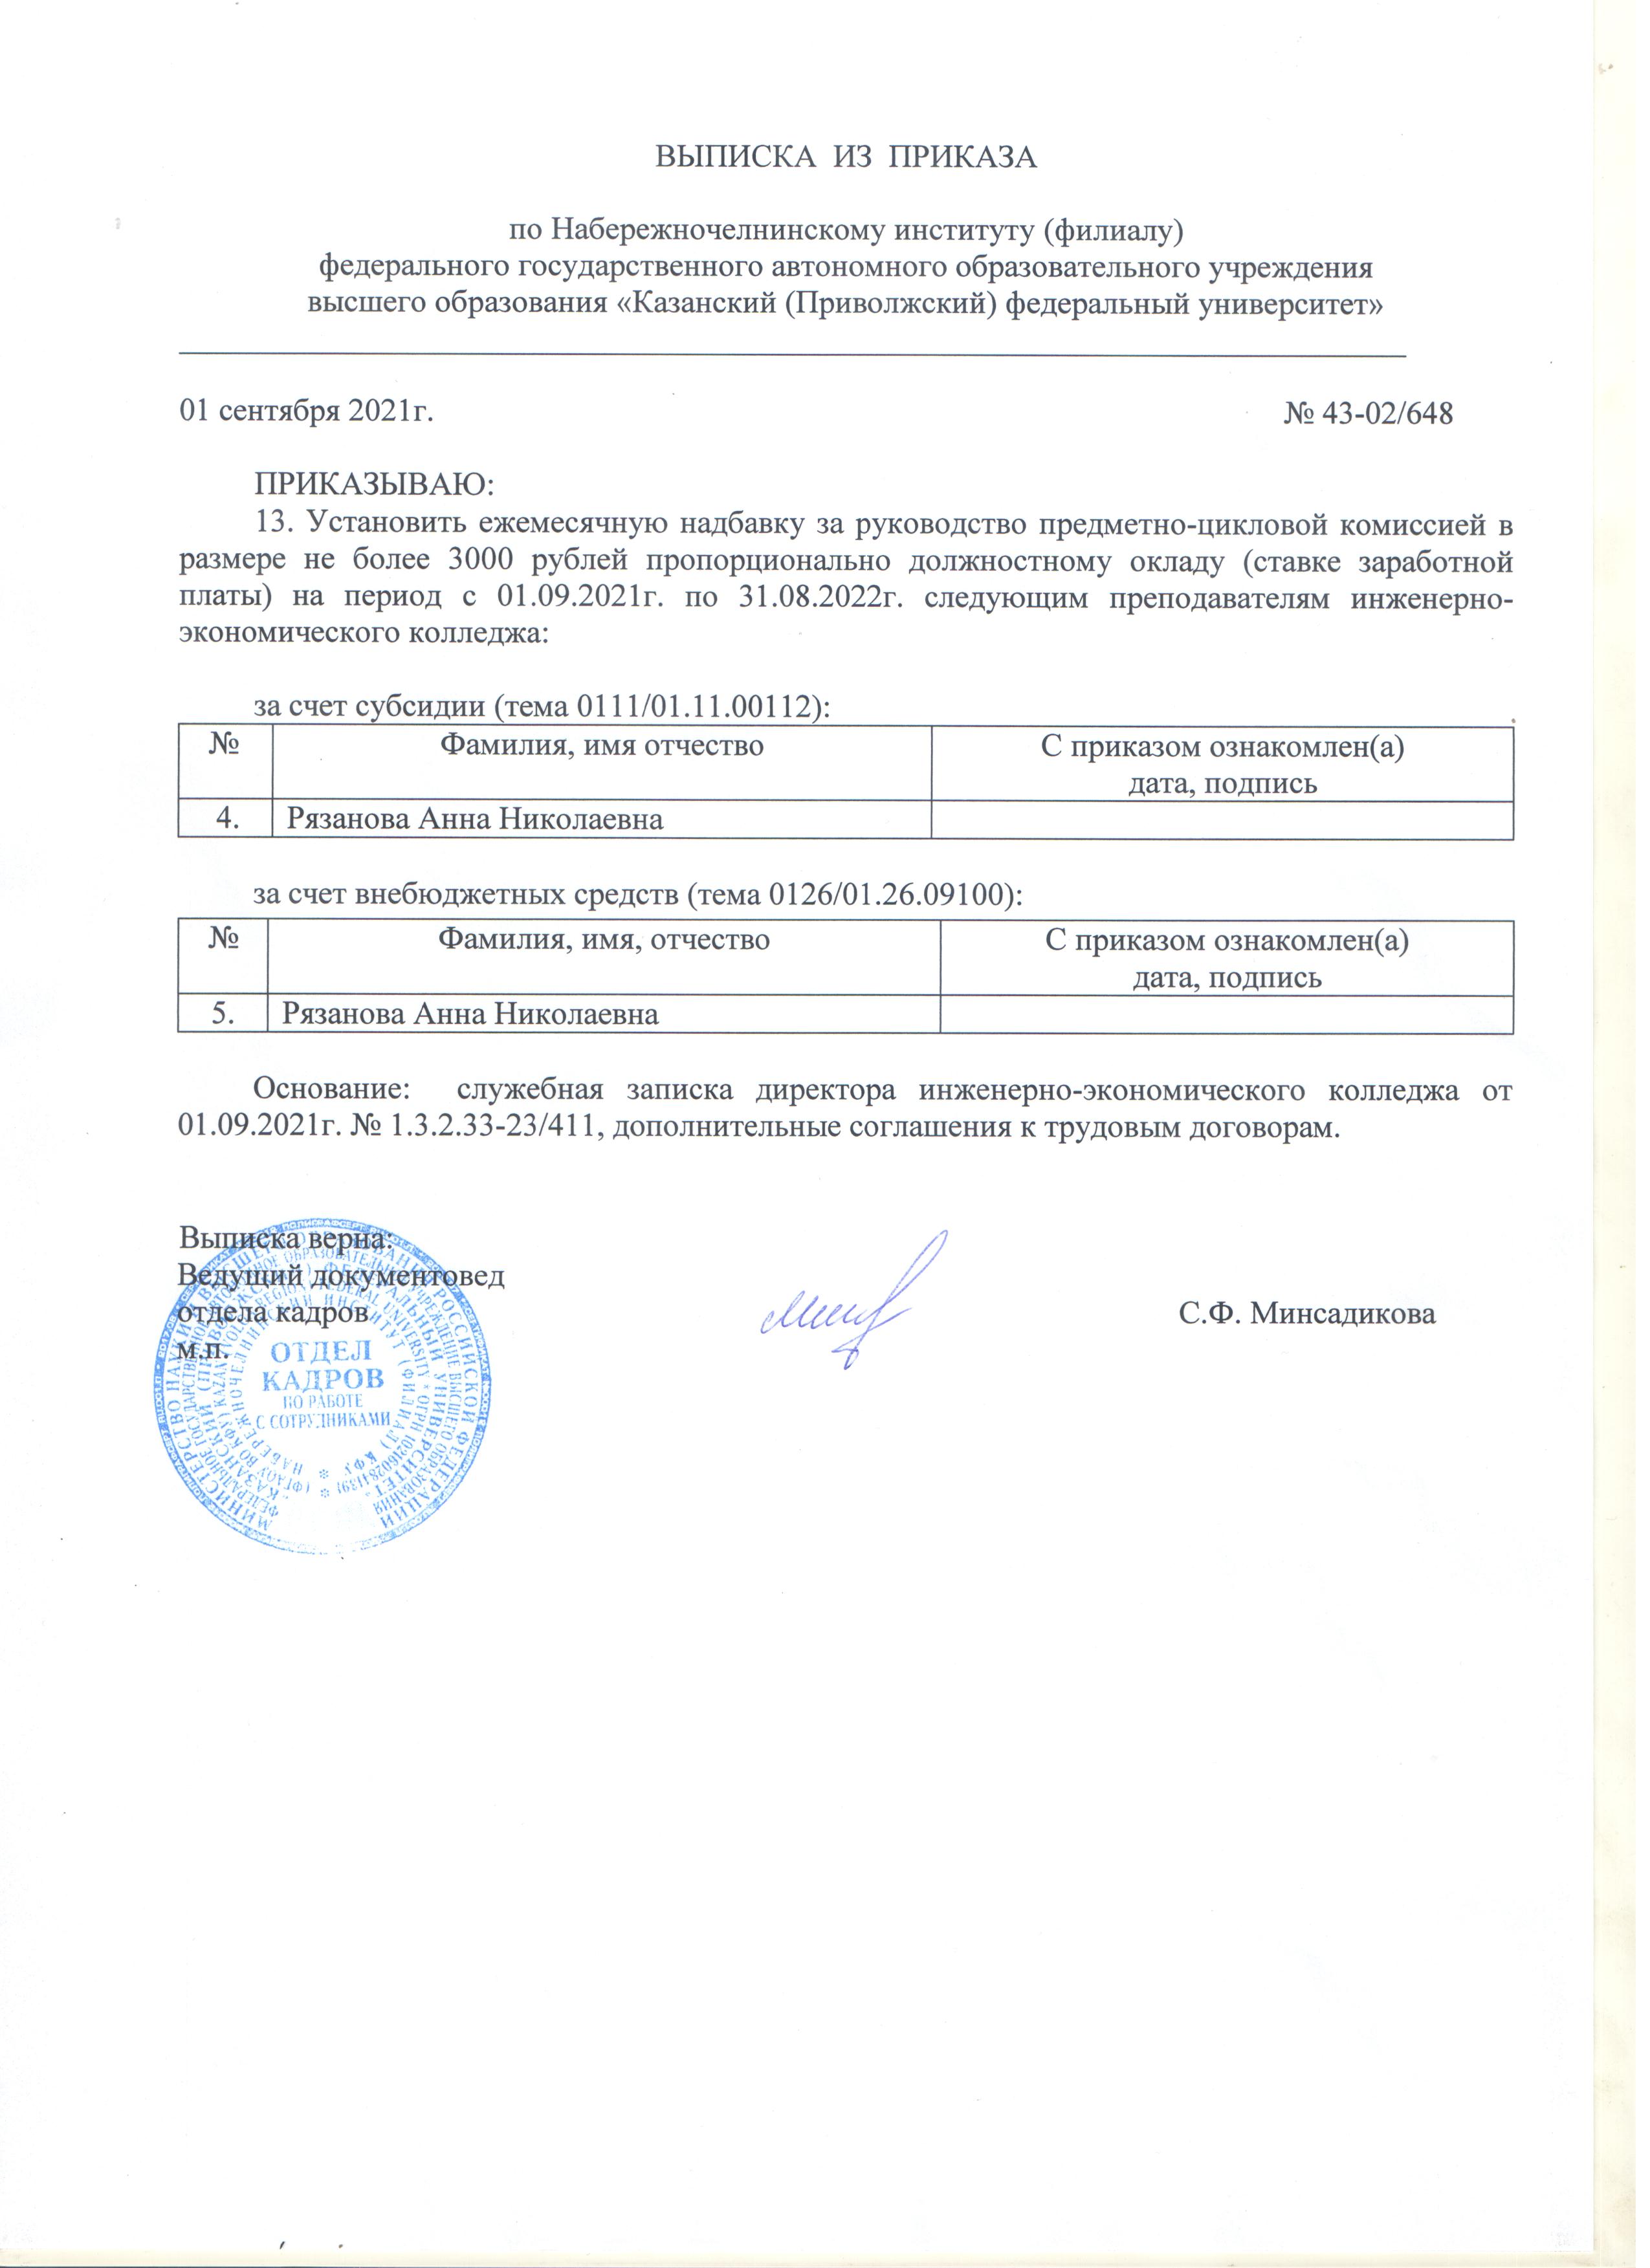 ВЫПИСКА ИЗ ПРИКАЗА
по Набережночелнинскому институту (филиалу)
федерального государственного автономного образовательного учреждения
высшего образования «Казанский (Приволжский) федеральный университет»
01 сентября 2021г. № 43-02/648
ПРИКАЗЫВАЮ:
13. Установить ежемесячную надбавку за руководство предметно-цикловой комиссией в
размере не более 3000 рублей пропорционально должностному окладу (ставке заработной
платы) на период с 01.09.2021г. по 31.08.2022г. следующим преподавателям инженерно-
экономического колледжа:
за счет субсидии (тема 0111/01.11.00112):
№ Фамилия, имя отчество С приказом ознакомлен(а)
дата, подпись
4. Рязанова Анна Николаевна
за счет внебюджетных средств (тема 0126/01.26.09100):
№ Фамилия, имя, отчество С приказом ознакомлен(а)
дата, подпись
5. Рязанова Анна Николаевна
Основание: служебная записка директора инженерно-экономического колледжа от
01.09.2021г. № 1.3.2.33-23/411, дополнительные соглашения к трудовым договорам.
Выписка верна:
Ведущий документовед
отдела кадров С.Ф. Минсадикова
м.п.
ОТДЕЛ
КАДРОВ
ПО РАБОТЕ
С СОТРУДНИКАМИ